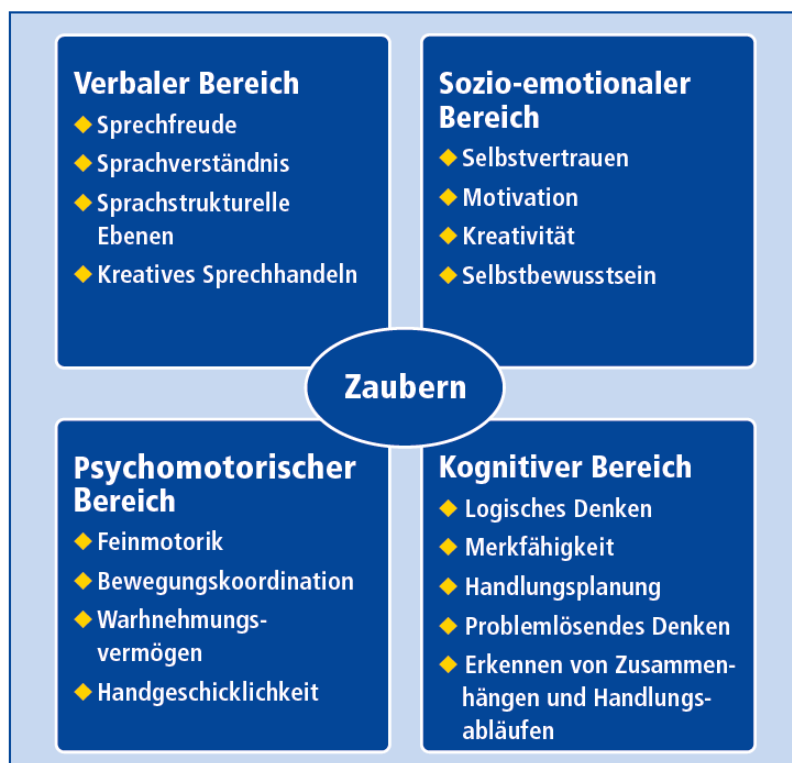 Verbaler Bereich
◆ Sprechfreude
◆ Sprachverständnis
◆ Sprachstrukturelle
Ebenen
◆ Kreatives Sprechhandeln
Sozio-emotionaler
Bereich
◆ Selbstvertrauen
◆ Motivation
◆ Kreativität
◆ Selbstbewusstsein
Zaubern
Psychomotorischer
Bereich
◆ Feinmotorik
◆ Bewegungskoordination
◆ Warhnehmungs-
vermögen
◆ Handgeschicklichkeit
Kognitiver Bereich
◆ Logisches Denken
◆ Merkfähigkeit
◆ Handlungsplanung
◆ Problemlösendes Denken
◆ Erkennen von Zusammen-
hängen und Handlungs-
abläufen